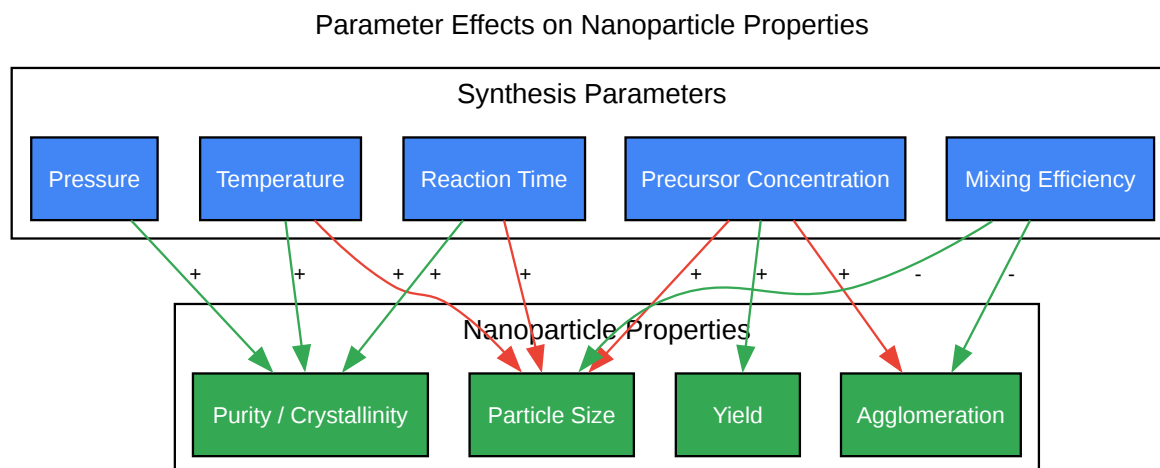 Parameter Effects on Nanoparticle Properties
Synthesis Parameters
Pressure
Temperature
Reaction Time
Precursor Concentration
Mixing Efficiency
+
+
+
+
+
+
+
+
-
-
Nanoparticle Properties
Purity / Crystallinity
Particle Size
Yield
Agglomeration